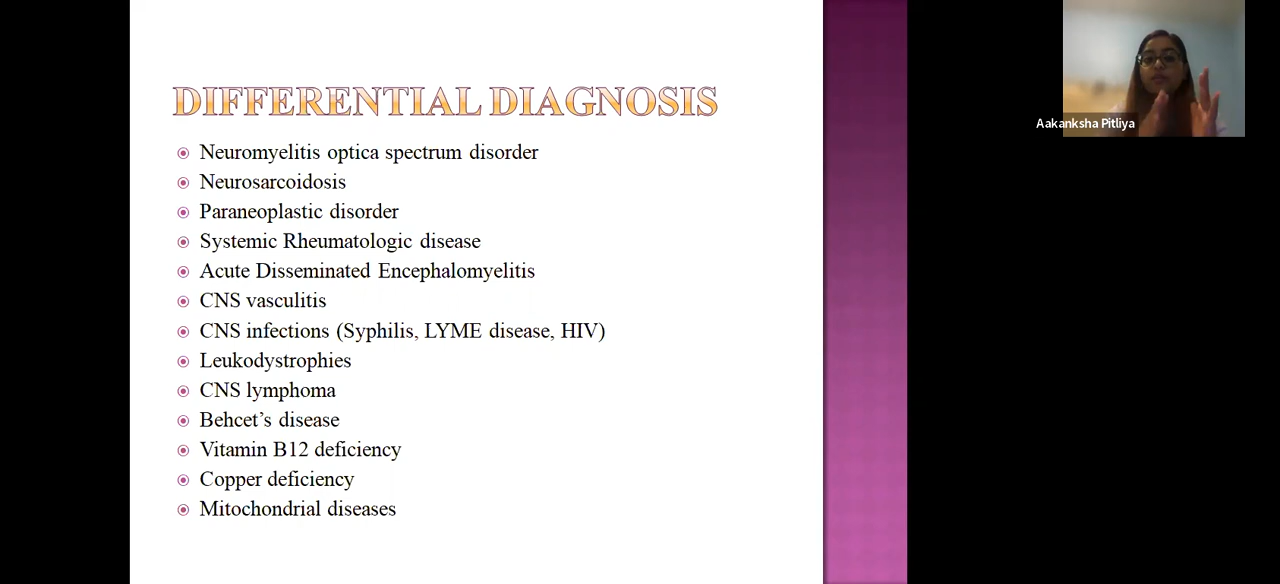 DIFFERENTIAL DIAGNOSIS
Neuromyelitis optica spectrum disorder
Neurosarcoidosis
Paraneoplastic disorder
Systemic Rheumatologic disease
Acute Disseminated Encephalomyelitis
CNS vasculitis
CNS infections (Syphilis, LYME disease, HIV)
Leukodystrophies
CNS lymphoma
Behcet’s disease
Vitamin B12 deficiency
Copper deficiency
Mitochondrial diseases
Aakanksha Pitliya